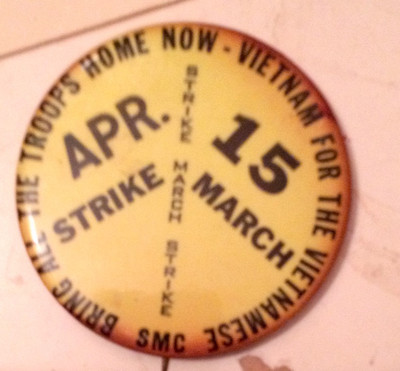 BRING ALL THE TROOPS HOME NOW - VIETNAM FOR THE VIETNAMESE
APR. 15
STRIKE MARCH
STRIKE MARCH STRIKE
SMC